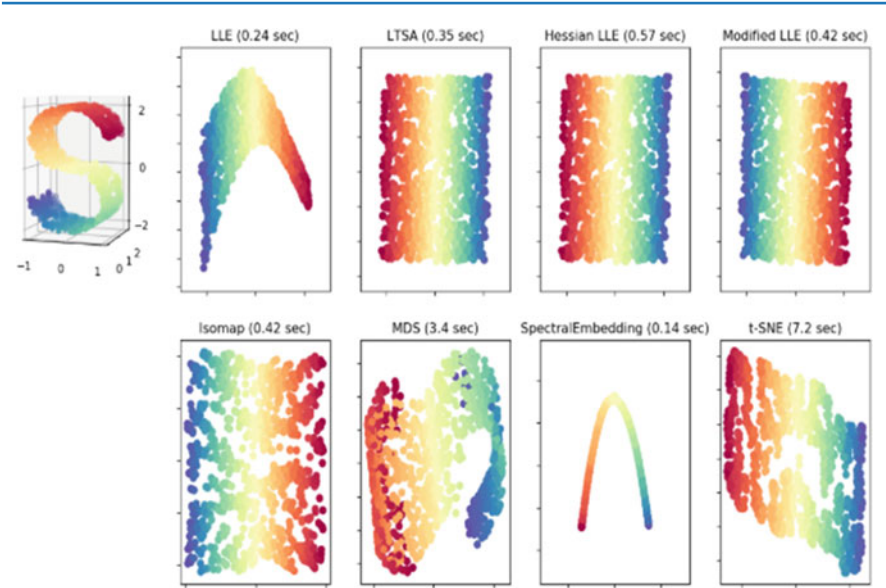 LLE (0.24 sec)
LTSA (0.35 sec)
Hessian LLE (0.57 sec)
Modified LLE (0.42 sec)
2
0
−2
−1
0
1
0
1
2
Isomap (0.42 sec)
MDS (3.4 sec)
SpectralEmbedding (0.14 sec)
t-SNE (7.2 sec)